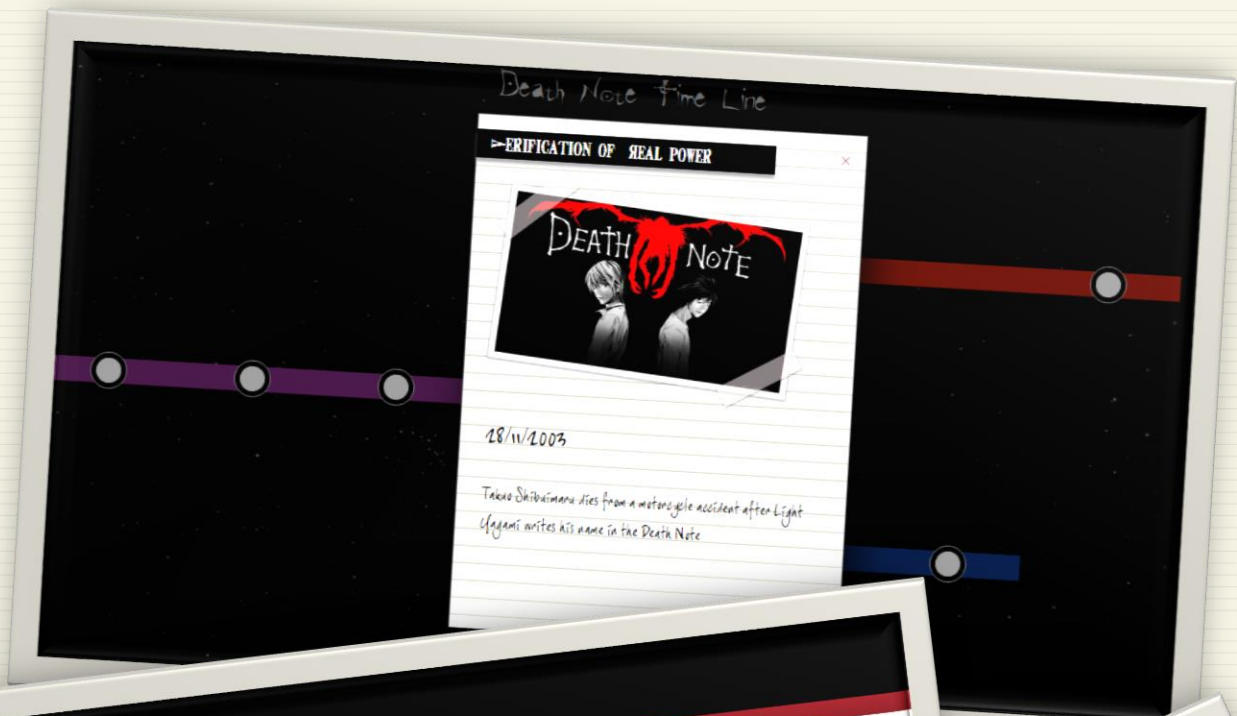 Death Note Time Line
≻ERIFICATION OF ЯEAL POWER
×
DEATH NOTE
28/11/2003
Takuo Shibuimaru dies from a motorcycle accident after Light
Yagami writes his name in the Death Note